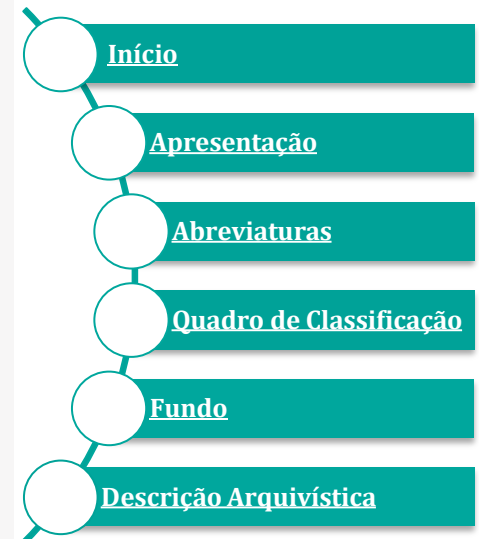 Início
Apresentação
Abreviaturas
Quadro de Classificação
Fundo
Descrição Arquivística